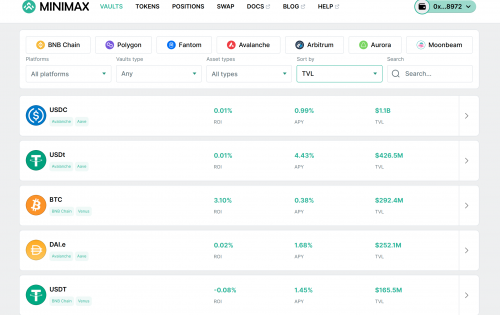 MINIMAX VAULTS TOKENS POSITIONS SWAP DOCS BLOG HELP 0x...8972
BNB Chain Polygon Fantom Avalanche Arbitrum Aurora Moonbeam
Platforms Vaults type Asset types Sort by Search
All platforms Any All types TVL Search...
USDC 0.01% 0.99% $1.1B
Avalanche Aave ROI APY TVL
USDt 0.01% 4.43% $426.5M
Avalanche Aave ROI APY TVL
BTC 3.10% 0.38% $292.4M
BNB Chain Venus ROI APY TVL
DAI.e 0.02% 1.68% $252.1M
Avalanche Aave ROI APY TVL
USDT -0.08% 1.45% $165.5M
BNB Chain Venus ROI APY TVL